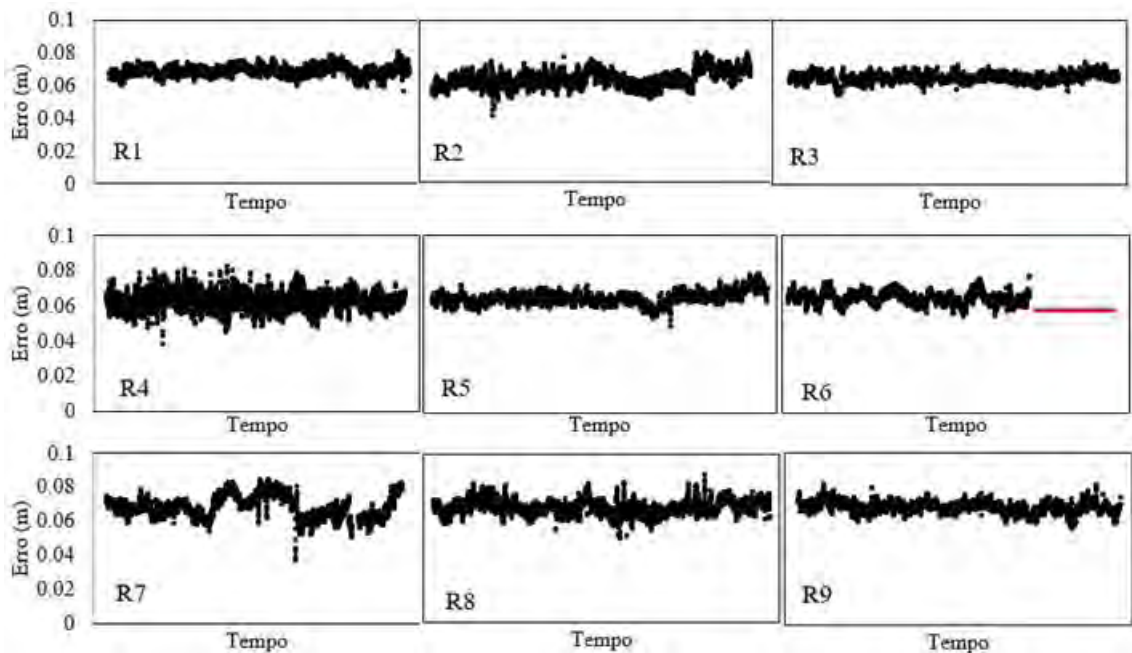 0.1
0.08
0.06
0.04
0.02
0
Erro (m)
R1
R2
R3
Tempo
Tempo
Tempo
0.1
0.08
0.06
0.04
0.02
0
Erro (m)
R4
R5
R6
Tempo
Tempo
Tempo
0.1
0.08
0.06
0.04
0.02
0
Erro (m)
R7
R8
R9
Tempo
Tempo
Tempo